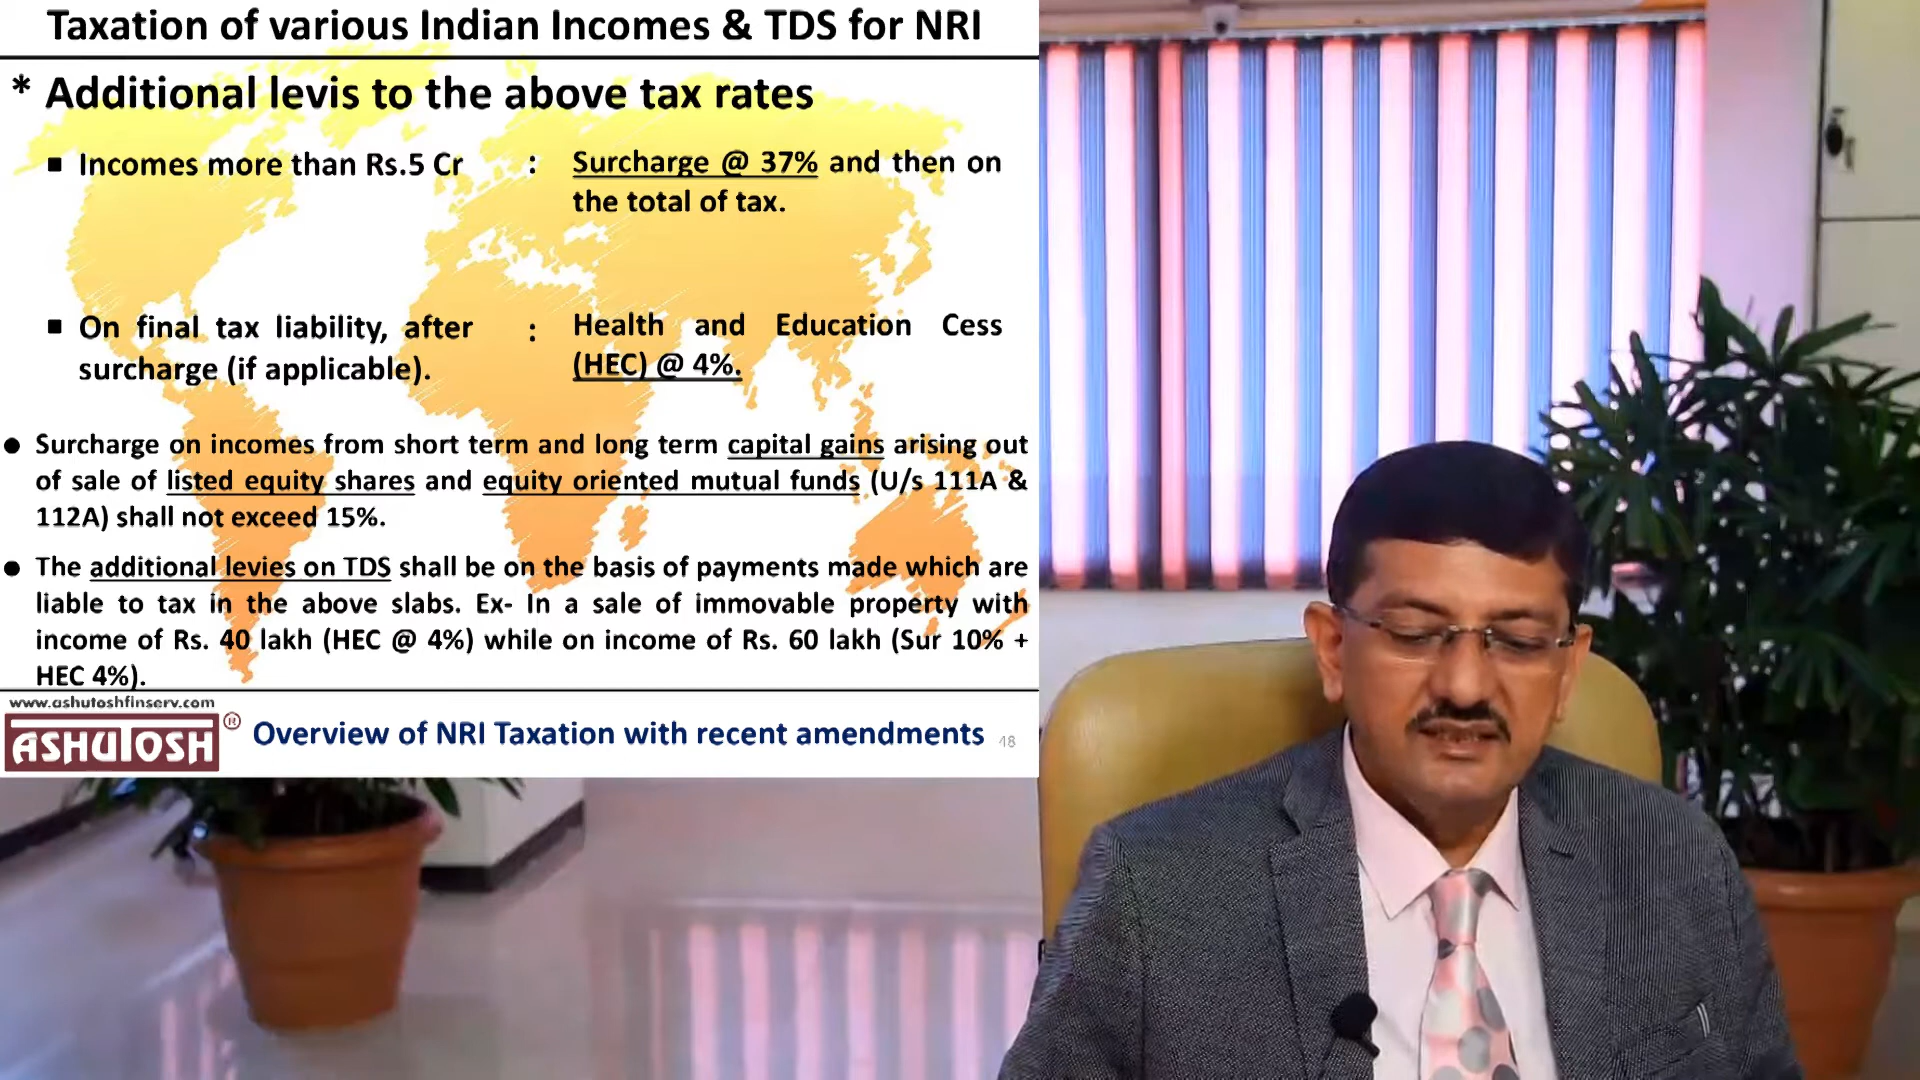 Taxation of various Indian Incomes & TDS for NRI
* Additional levis to the above tax rates
▪ Incomes more than Rs.5 Cr : Surcharge @ 37% and then on
the total of tax.
▪ On final tax liability, after : Health and Education Cess
surcharge (if applicable). (HEC) @ 4%.
● Surcharge on incomes from short term and long term capital gains arising out
of sale of listed equity shares and equity oriented mutual funds (U/s 111A &
112A) shall not exceed 15%.
● The additional levies on TDS shall be on the basis of payments made which are
liable to tax in the above slabs. Ex- In a sale of immovable property with
income of Rs. 40 lakh (HEC @ 4%) while on income of Rs. 60 lakh (Sur 10% +
HEC 4%).
www.ashutoshfinserv.com
ASHUTOSH ®
Overview of NRI Taxation with recent amendments 48